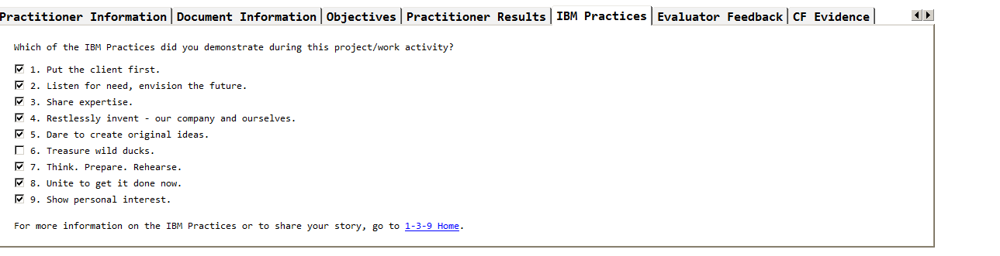 Practitioner Information Document Information Objectives Practitioner Results IBM Practices Evaluator Feedback CF Evidence
Which of the IBM Practices did you demonstrate during this project/work activity?
1. Put the client first.
2. Listen for need, envision the future.
3. Share expertise.
4. Restlessly invent - our company and ourselves.
5. Dare to create original ideas.
6. Treasure wild ducks.
7. Think. Prepare. Rehearse.
8. Unite to get it done now.
9. Show personal interest.
For more information on the IBM Practices or to share your story, go to 1-3-9 Home.